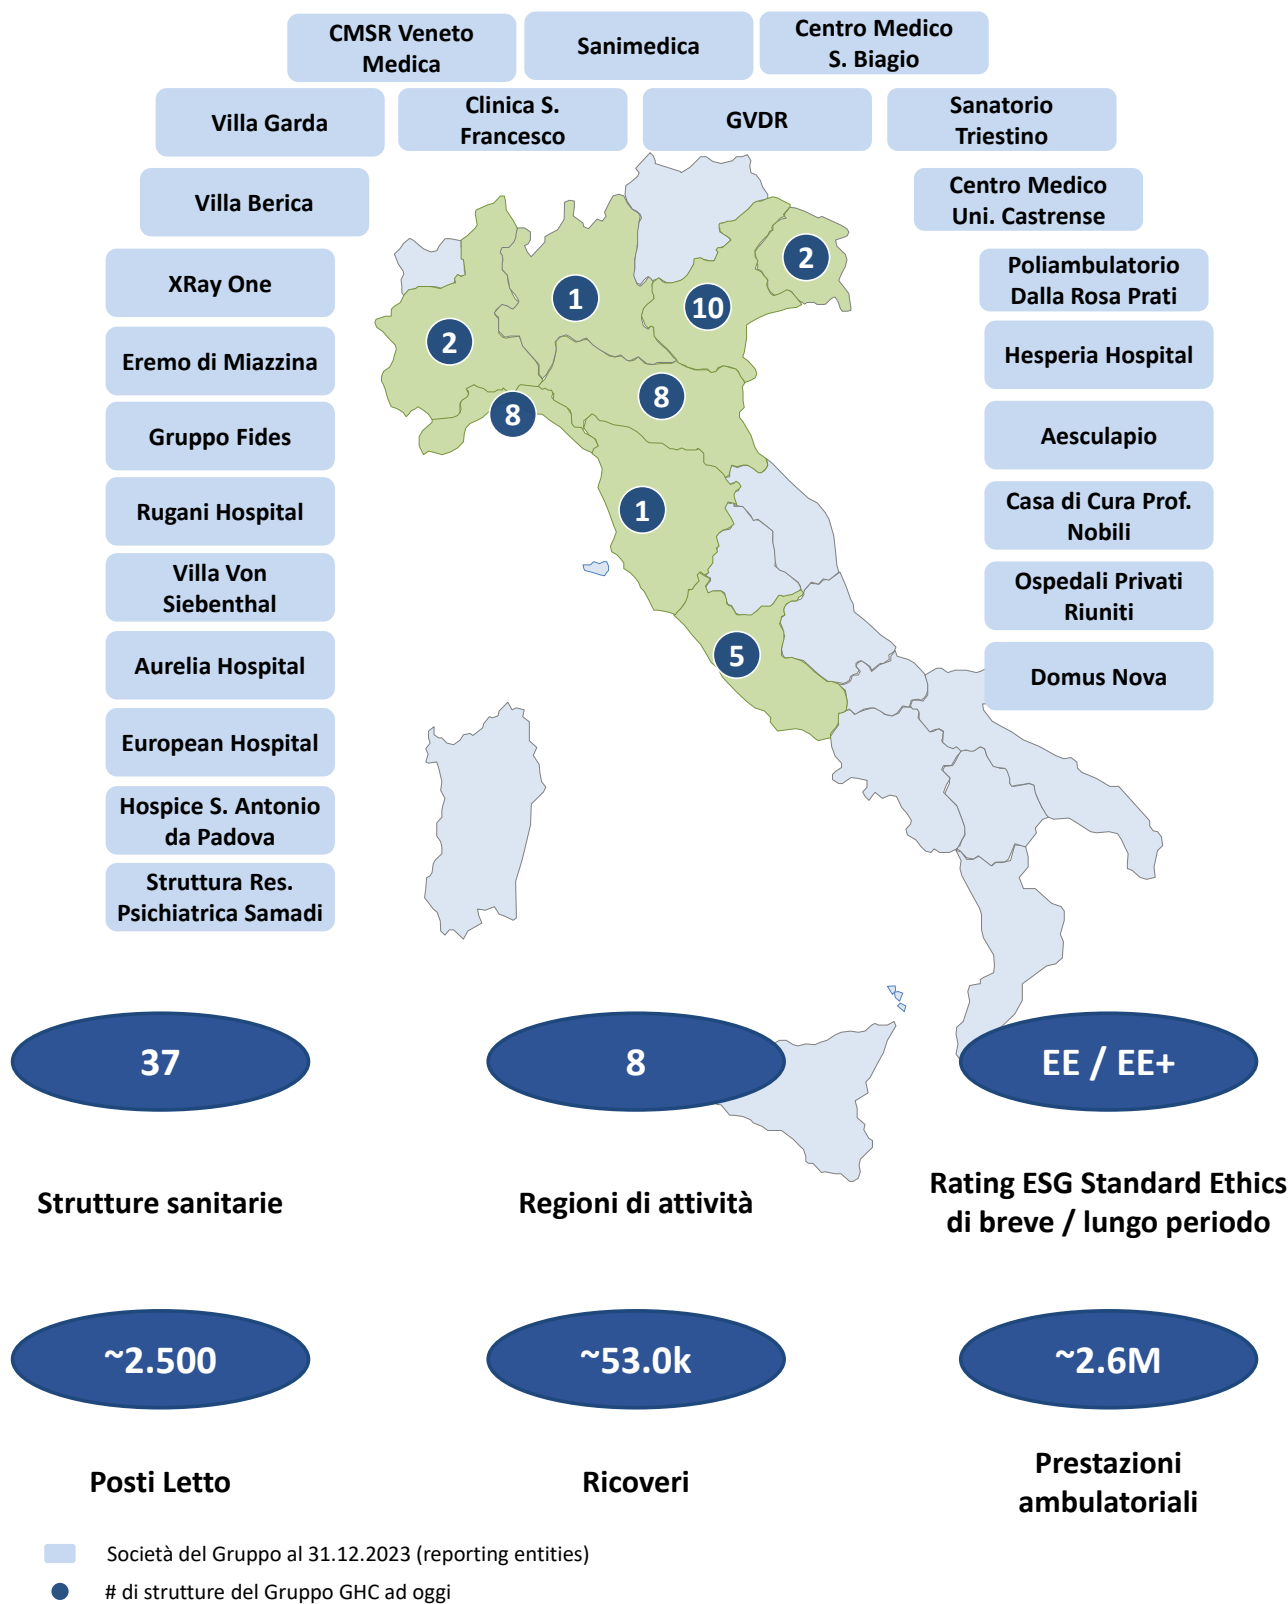 CMSR Veneto
Medica
Sanimedica
Centro Medico
S. Biagio
Villa Garda
Clinica S.
Francesco
GVDR
Sanatorio
Triestino
Villa Berica
Centro Medico
Uni. Castrense
XRay One
Poliambulatorio
Dalla Rosa Prati
Eremo di Miazzina
Hesperia Hospital
Gruppo Fides
Aesculapio
Rugani Hospital
Casa di Cura Prof.
Nobili
Villa Von
Siebenthal
Ospedali Privati
Riuniti
Aurelia Hospital
Domus Nova
European Hospital
Hospice S. Antonio
da Padova
Struttura Res.
Psichiatrica Samadi
2
1
10
2
8
8
1
5
37
8
EE / EE+
Strutture sanitarie
Regioni di attività
Rating ESG Standard Ethics
di breve / lungo periodo
~2.500
~53.0k
~2.6M
Posti Letto
Ricoveri
Prestazioni
ambulatoriali
Società del Gruppo al 31.12.2023 (reporting entities)
# di strutture del Gruppo GHC ad oggi